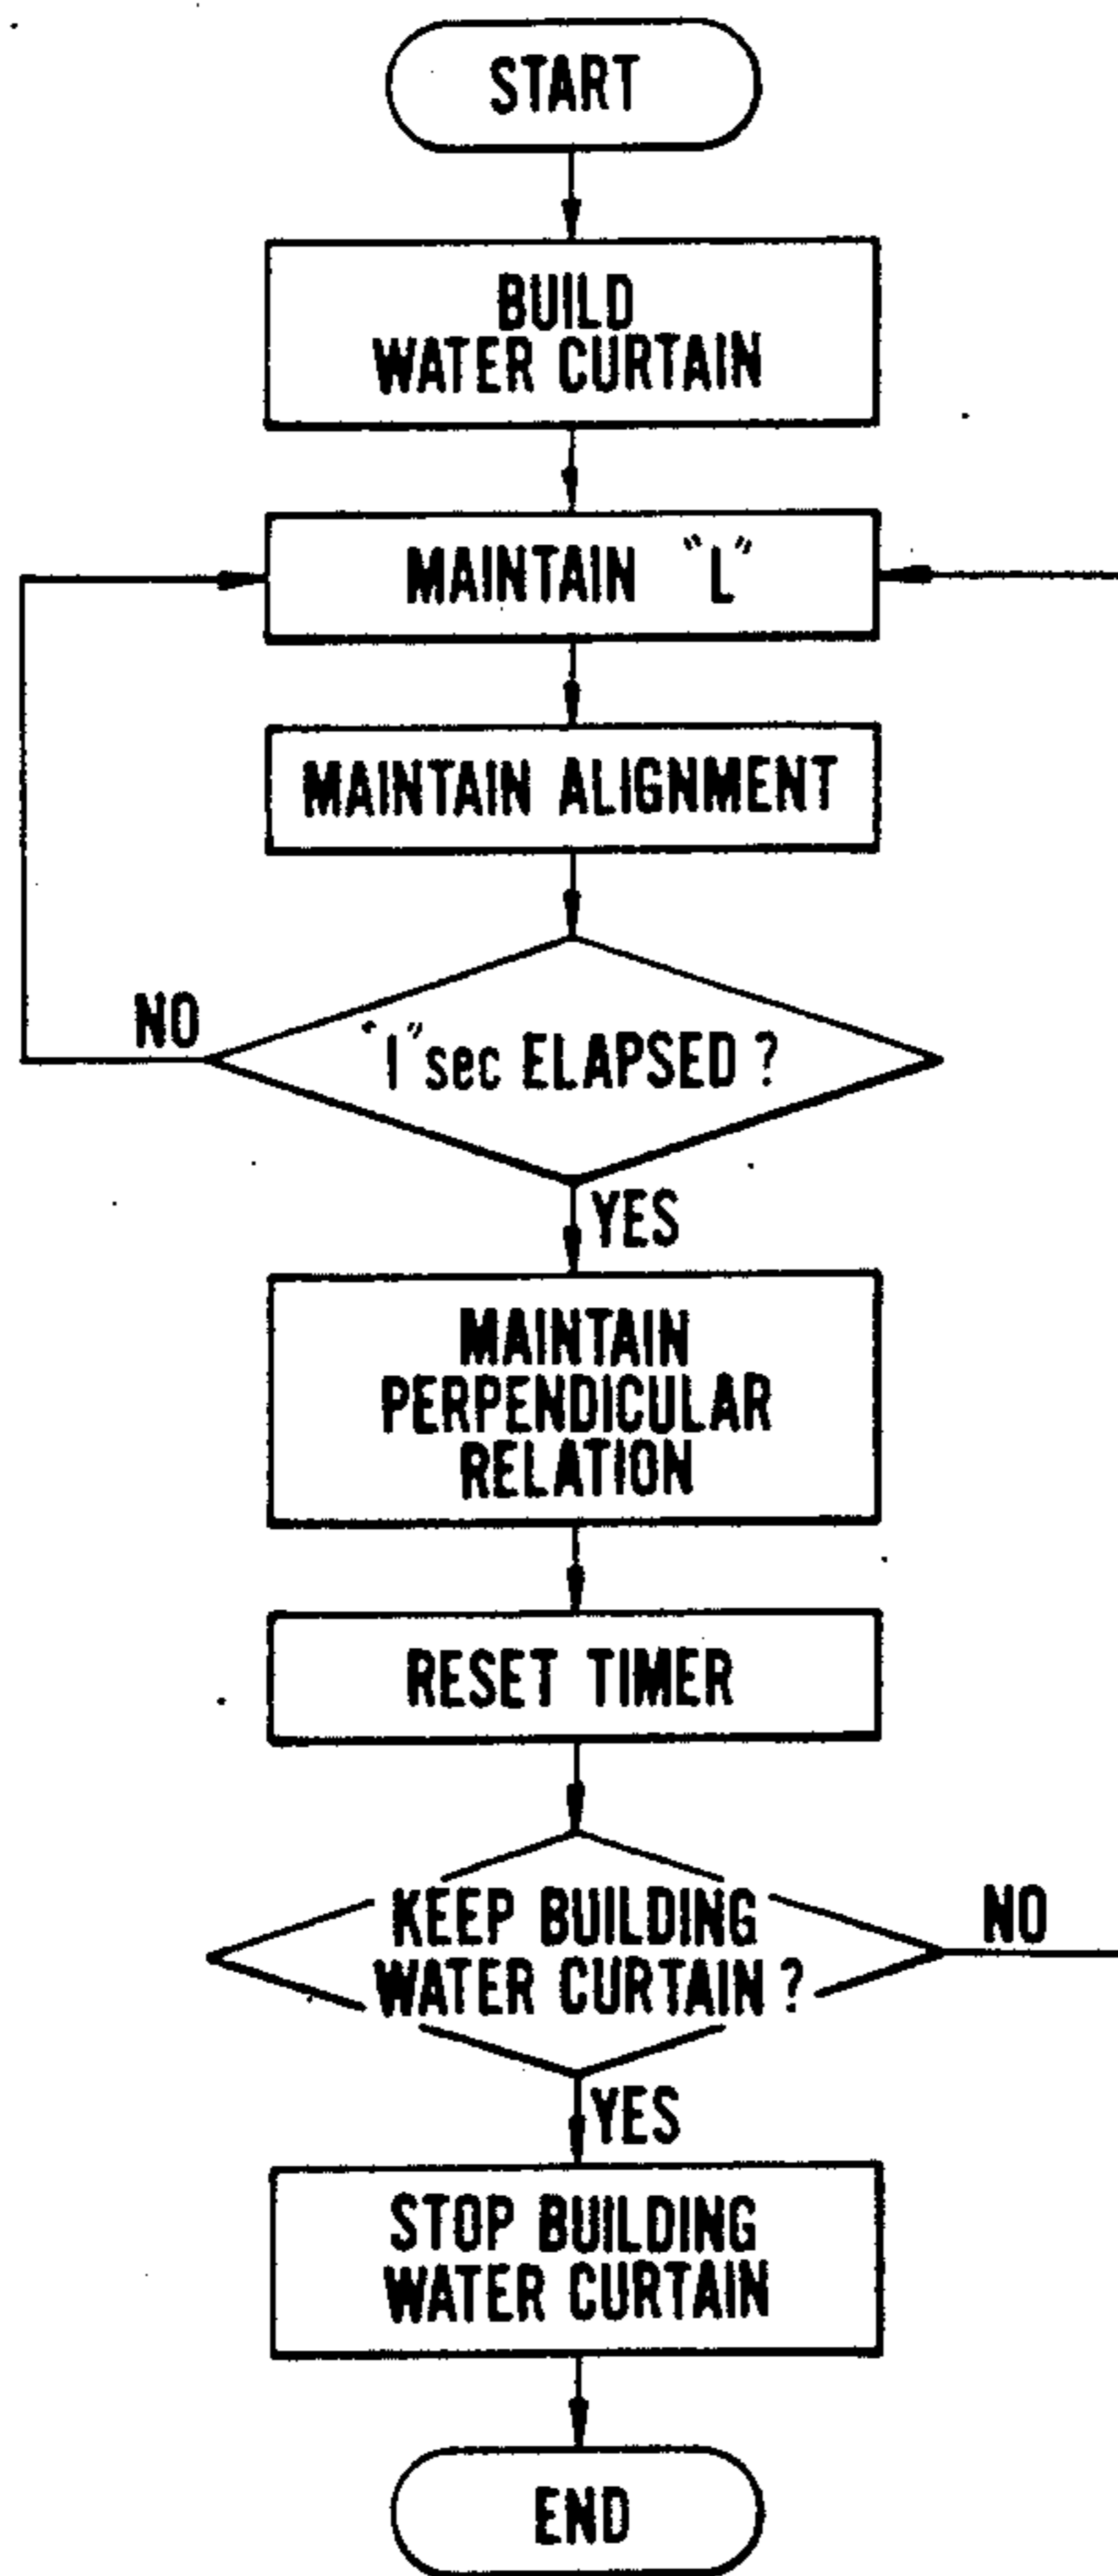 START
BUILD
WATER CURTAIN
MAINTAIN "L"
MAINTAIN ALIGNMENT
NO
"1" sec ELAPSED ?
YES
MAINTAIN
PERPENDICULAR
RELATION
RESET TIMER
KEEP BUILDING
WATER CURTAIN ?
NO
YES
STOP BUILDING
WATER CURTAIN
END